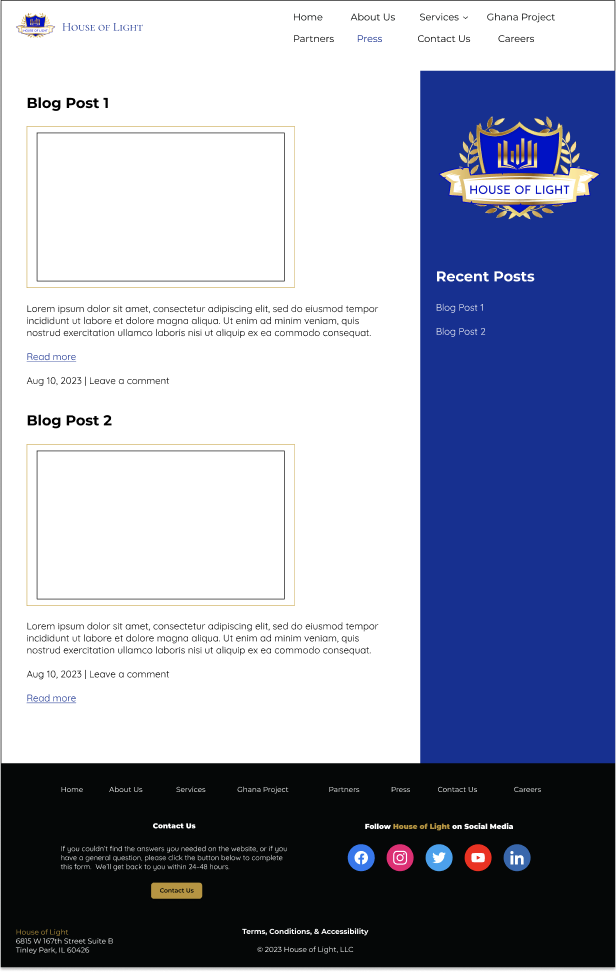 House of Light
Home About Us Services Ghana Project
Partners Press Contact Us Careers
Blog Post 1
Lorem ipsum dolor sit amet, consectetur adipiscing elit, sed do eiusmod tempor
incididunt ut labore et dolore magna aliqua. Ut enim ad minim veniam, quis
nostrud exercitation ullamco laboris nisi ut aliquip ex ea commodo consequat.
Read more
Aug 10, 2023 | Leave a comment
Blog Post 2
Lorem ipsum dolor sit amet, consectetur adipiscing elit, sed do eiusmod tempor
incididunt ut labore et dolore magna aliqua. Ut enim ad minim veniam, quis
nostrud exercitation ullamco laboris nisi ut aliquip ex ea commodo consequat.
Aug 10, 2023 | Leave a comment
Read more
HOUSE OF LIGHT
Recent Posts
Blog Post 1
Blog Post 2
Home About Us Services Ghana Project Partners Press Contact Us Careers
Contact Us
If you couldn't find the answers you needed on the website, or if you
have a general question, please click the button below to complete
this form. We'll get back to you within 24-48 hours.
Contact Us
Follow House of Light on Social Media
House of Light
6815 W 167th Street Suite B
Tinley Park, IL 60426
Terms, Conditions, & Accessibility
© 2023 House of Light, LLC